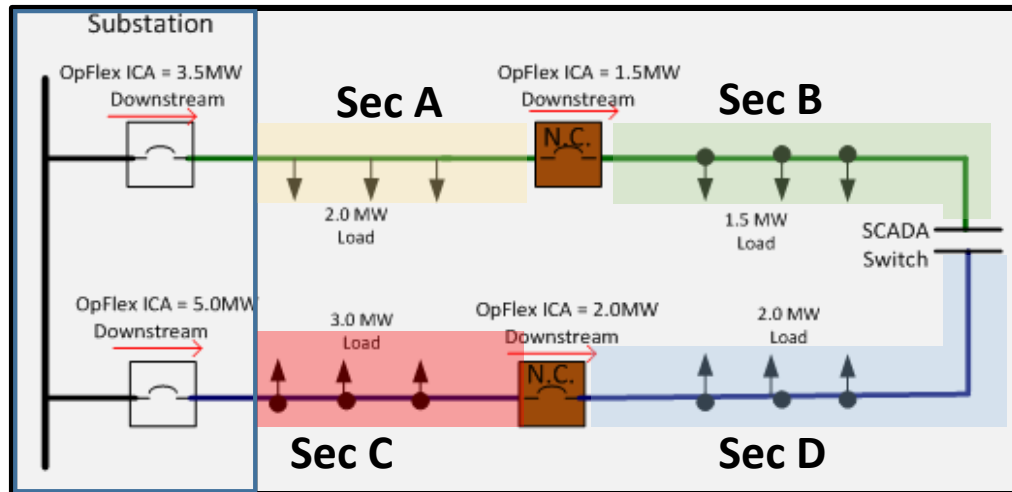 Substation
OpFlex ICA = 3.5MW
Downstream
Sec A
OpFlex ICA = 1.5MW
Downstream
Sec B
N.C.
2.0 MW
Load
1.5 MW
Load
SCADA
Switch
OpFlex ICA = 5.0MW
Downstream
3.0 MW
Load
OpFlex ICA = 2.0MW
Downstream
2.0 MW
Load
N.C.
Sec C
Sec D